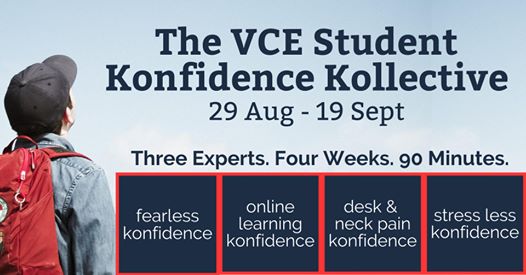 The VCE Student
Konfidence Kollective
29 Aug - 19 Sept
Three Experts. Four Weeks. 90 Minutes.
fearless
konfidence
online
learning
konfidence
desk &
neck pain
konfidence
stress less
konfidence